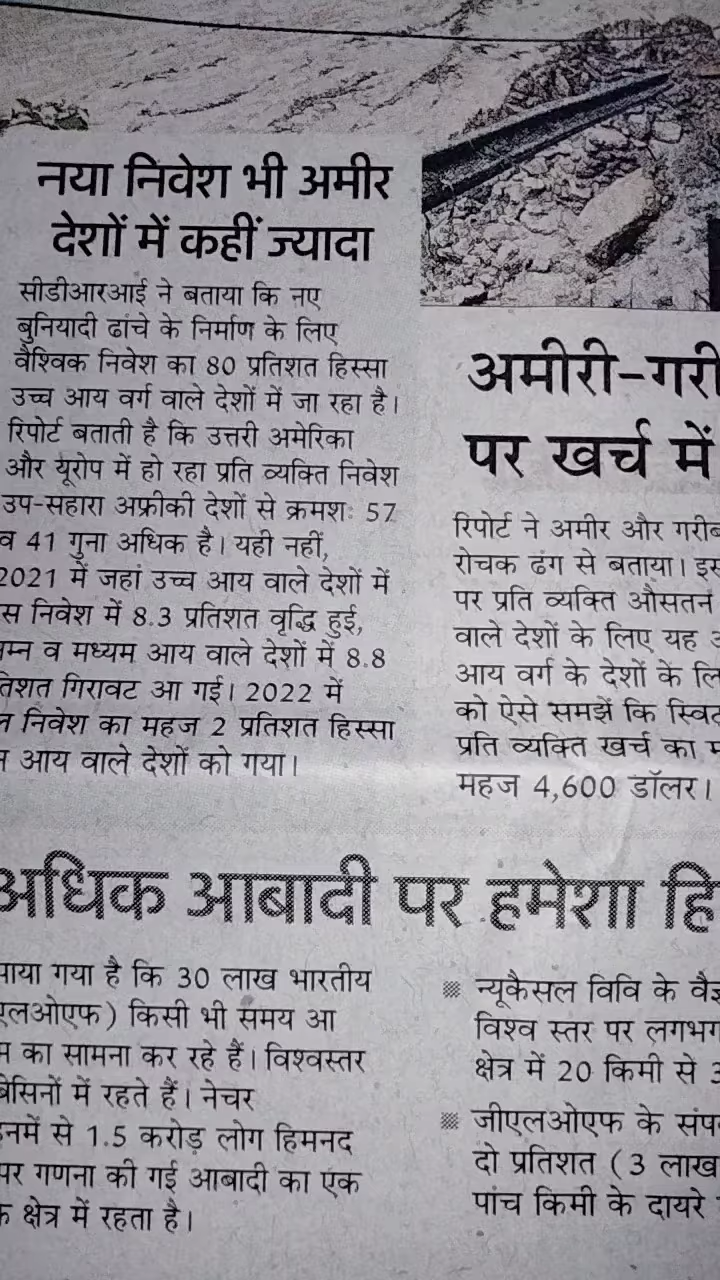 नया निवेश भी अमीर
देशों में कहीं ज्यादा
सीडीआरआई ने बताया कि नए
बुनियादी ढांचे के निर्माण के लिए
वैश्विक निवेश का 80 प्रतिशत हिस्सा
उच्च आय वर्ग वाले देशों में जा रहा है।
रिपोर्ट बताती है कि उत्तरी अमेरिका
और यूरोप में हो रहा प्रति व्यक्ति निवेश
उप-सहारा अफ्रीकी देशों से क्रमशः 57
व 41 गुना अधिक है। यही नहीं,
2021 में जहां उच्च आय वाले देशों में
निवेश में 8.3 प्रतिशत वृद्धि हुई,
व मध्यम आय वाले देशों में 8.8
गिरावट आ गई। 2022 में
निवेश का महज 2 प्रतिशत हिस्सा
आय वाले देशों को गया।
अमीरी-गरी
पर खर्च में
रिपोर्ट ने अमीर और गरीब
रोचक ढंग से बताया। इस
पर प्रति व्यक्ति औसतन
वाले देशों के लिए यह
आय वर्ग के देशों के लि
को ऐसे समझें कि स्विट
प्रति व्यक्ति खर्च का
महज 4,600 डॉलर।
अधिक आबादी पर हमेशा हि
गया है कि 30 लाख भारतीय
एलओएफ) किसी भी समय आ
का सामना कर रहे हैं। विश्वस्तर
बेसिनों में रहते हैं। नेचर
इनमें से 1.5 करोड़ लोग हिमनद
पर गणना की गई आबादी का एक
क्षेत्र में रहता है।
न्यूकैसल विवि के वैज्ञ
विश्व स्तर पर लगभग
क्षेत्र में 20 किमी से
जीएलओएफ के संप
दो प्रतिशत (3 लाख
पांच किमी के दायरे